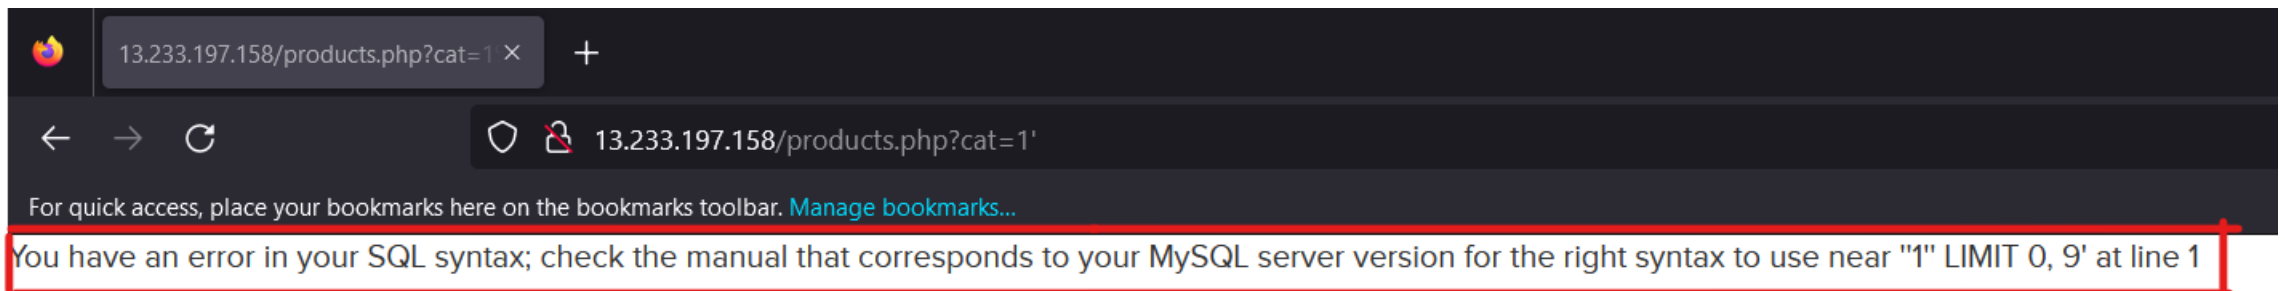 13.233.197.158/products.php?cat=1'
13.233.197.158/products.php?cat=1'
For quick access, place your bookmarks here on the bookmarks toolbar. Manage bookmarks...
You have an error in your SQL syntax; check the manual that corresponds to your MySQL server version for the right syntax to use near ''1'' LIMIT 0, 9' at line 1